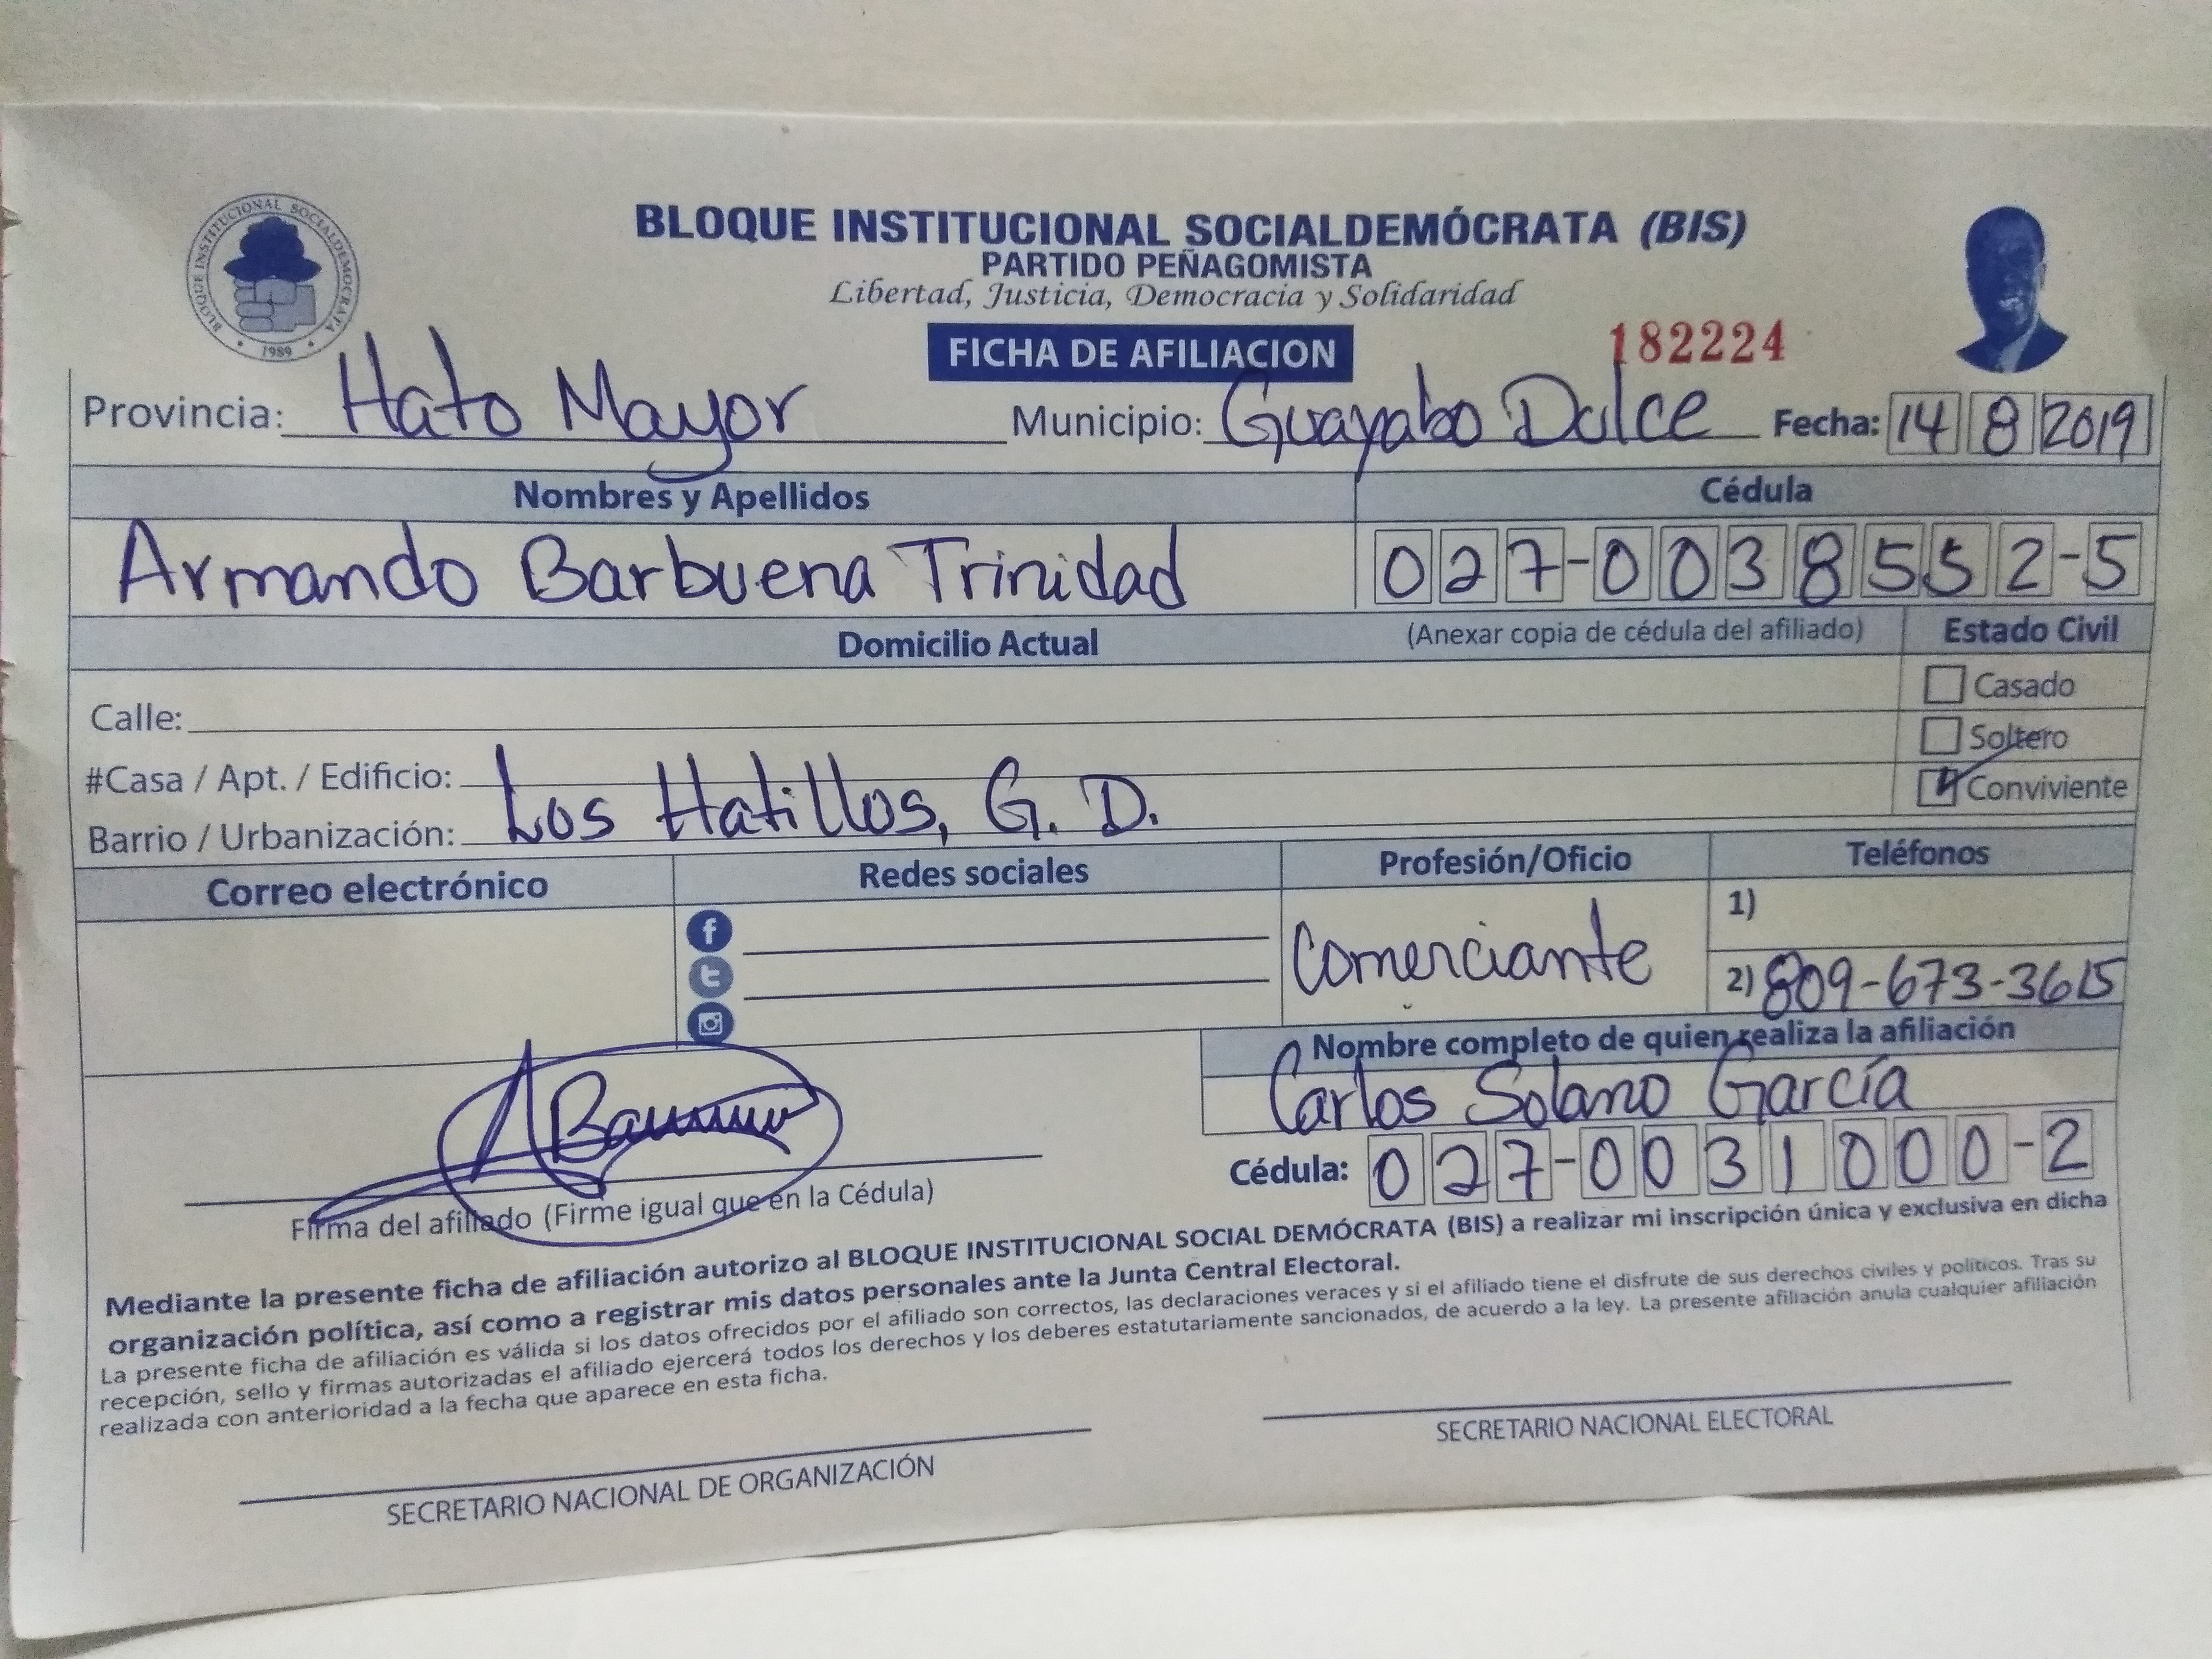 BLOQUE INSTITUCIONAL SOCIALDEMOCRATA
1989
BLOQUE INSTITUCIONAL SOCIALDEMÓCRATA (BIS)
PARTIDO PEÑAGOMISTA
Libertad, Justicia, Democracia y Solidaridad
FICHA DE AFILIACION
182224
Provincia: Hato Mayor Municipio: Guayabo Dulce Fecha: 14 8 2019
Nombres y Apellidos Cédula
Armando Barbuena Trinidad 027-0038552-5
Domicilio Actual (Anexar copia de cédula del afiliado) Estado Civil
Casado
Calle:
Soltero
#Casa / Apt. / Edificio:
Conviviente
Barrio / Urbanización: Los Hatillos, G. D.
Correo electrónico Redes sociales Profesión/Oficio Teléfonos
1)
Comerciante
2) 809-673-3615
Nombre completo de quien realiza la afiliación
Carlos Solano García
Cédula: 027-0031000-2
Firma del afiliado (Firme igual que en la Cédula)
Mediante la presente ficha de afiliación autorizo al BLOQUE INSTITUCIONAL SOCIAL DEMÓCRATA (BIS) a realizar mi inscripción única y exclusiva en dicha
organización política, así como a registrar mis datos personales ante la Junta Central Electoral.
La presente ficha de afiliación es válida si los datos ofrecidos por el afiliado son correctos, las declaraciones veraces y si el afiliado tiene el disfrute de sus derechos civiles y políticos. Tras su
recepción, sello y firmas autorizadas el afiliado ejercerá todos los derechos y los deberes estatutariamente sancionados, de acuerdo a la ley. La presente afiliación anula cualquier afiliación
realizada con anterioridad a la fecha que aparece en esta ficha.
SECRETARIO NACIONAL DE ORGANIZACIÓN
SECRETARIO NACIONAL ELECTORAL